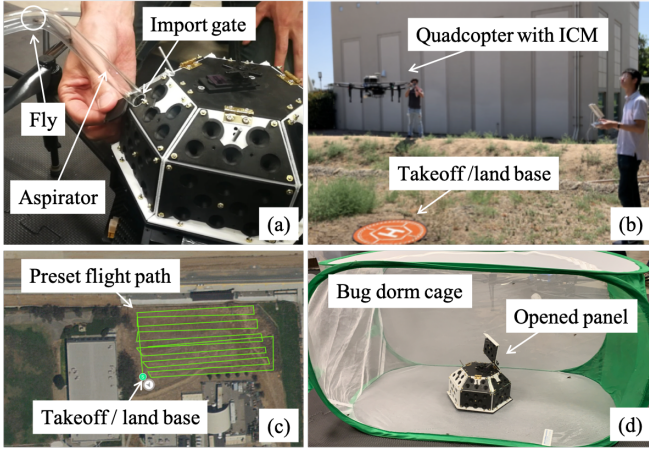 Import gate
Fly
Aspirator
(a)
Quadcopter with ICM
Takeoff /land base
H
(b)
Preset flight path
Takeoff / land base
(c)
Bug dorm cage
Opened panel
(d)